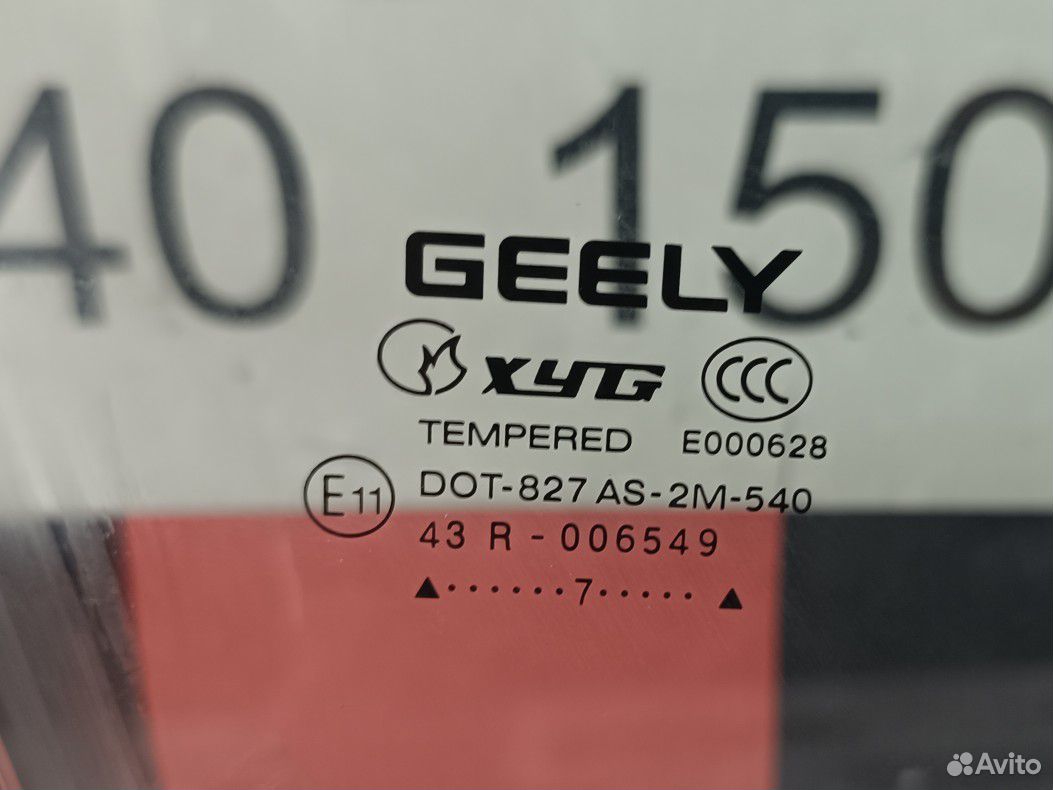 40 150
GEELY
XYG CCC
TEMPERED E000628
E11 DOT-827 AS-2M-540
43 R - 006549
▲······7····· ▲
Avito